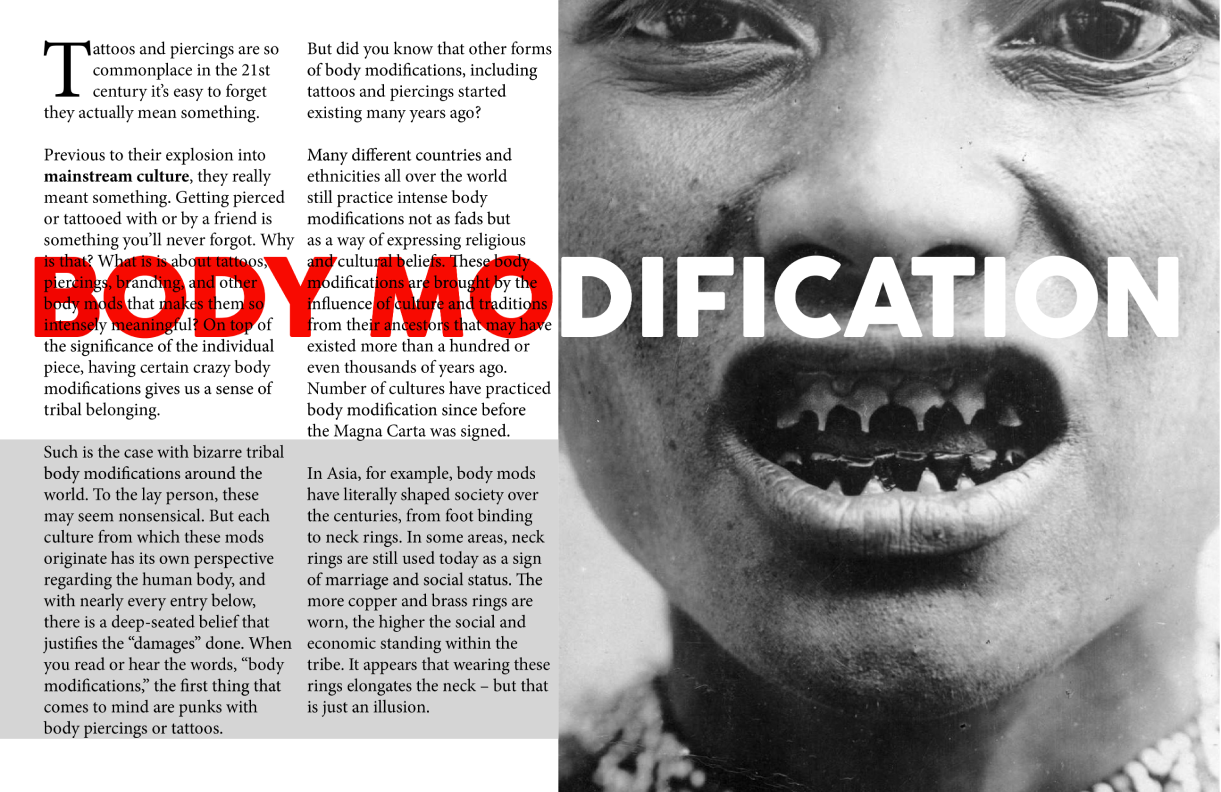 Tattoos and piercings are so
commonplace in the 21st
century it's easy to forget
they actually mean something.
Previous to their explosion into
mainstream culture, they really
meant something. Getting pierced
or tattooed with or by a friend is
something you'll never forgot. Why
is that? What is is about tattoos,
piercings, branding, and other
body mods that makes them so
intensely meaningful? On top of
the significance of the individual
piece, having certain crazy body
modifications gives us a sense of
tribal belonging.
Such is the case with bizarre tribal
body modifications around the
world. To the lay person, these
may seem nonsensical. But each
culture from which these mods
originate has its own perspective
regarding the human body, and
with nearly every entry below,
there is a deep-seated belief that
justifies the “damages” done. When
you read or hear the words, “body
modifications,” the first thing that
comes to mind are punks with
body piercings or tattoos.
But did you know that other forms
of body modifications, including
tattoos and piercings started
existing many years ago?
Many different countries and
ethnicities all over the world
still practice intense body
modifications not as fads but
as a way of expressing religious
and cultural beliefs. These body
modifications are brought by the
influence of culture and traditions
from their ancestors that may have
existed more than a hundred or
even thousands of years ago.
Number of cultures have practiced
body modification since before
the Magna Carta was signed.
In Asia, for example, body mods
have literally shaped society over
the centuries, from foot binding
to neck rings. In some areas, neck
rings are still used today as a sign
of marriage and social status. The
more copper and brass rings are
worn, the higher the social and
economic standing within the
tribe. It appears that wearing these
rings elongates the neck – but that
is just an illusion.
BODY MODIFICATION